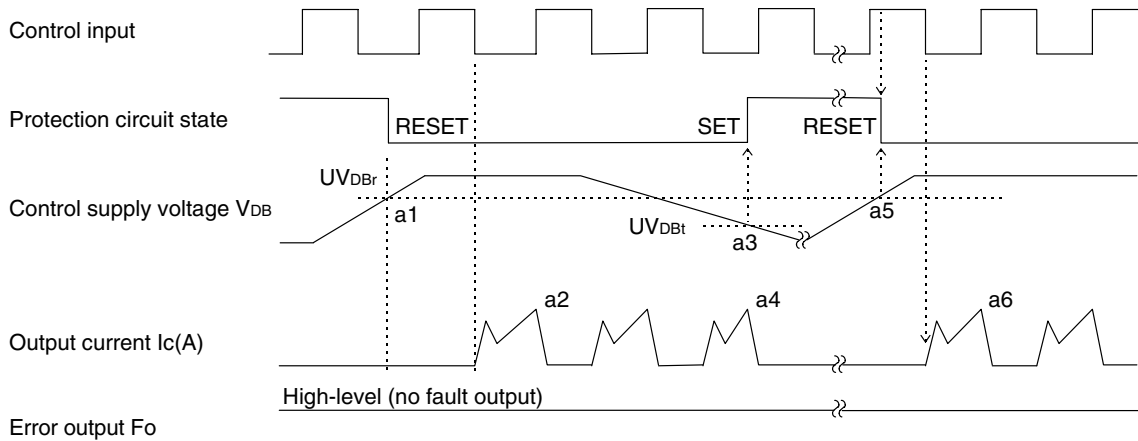 Control input
Protection circuit state
RESET
SET
RESET
UVDBr
Control supply voltage VDB
a1
UVDBt
a3
a5
a2
a4
a6
Output current Ic(A)
High-level (no fault output)
Error output Fo